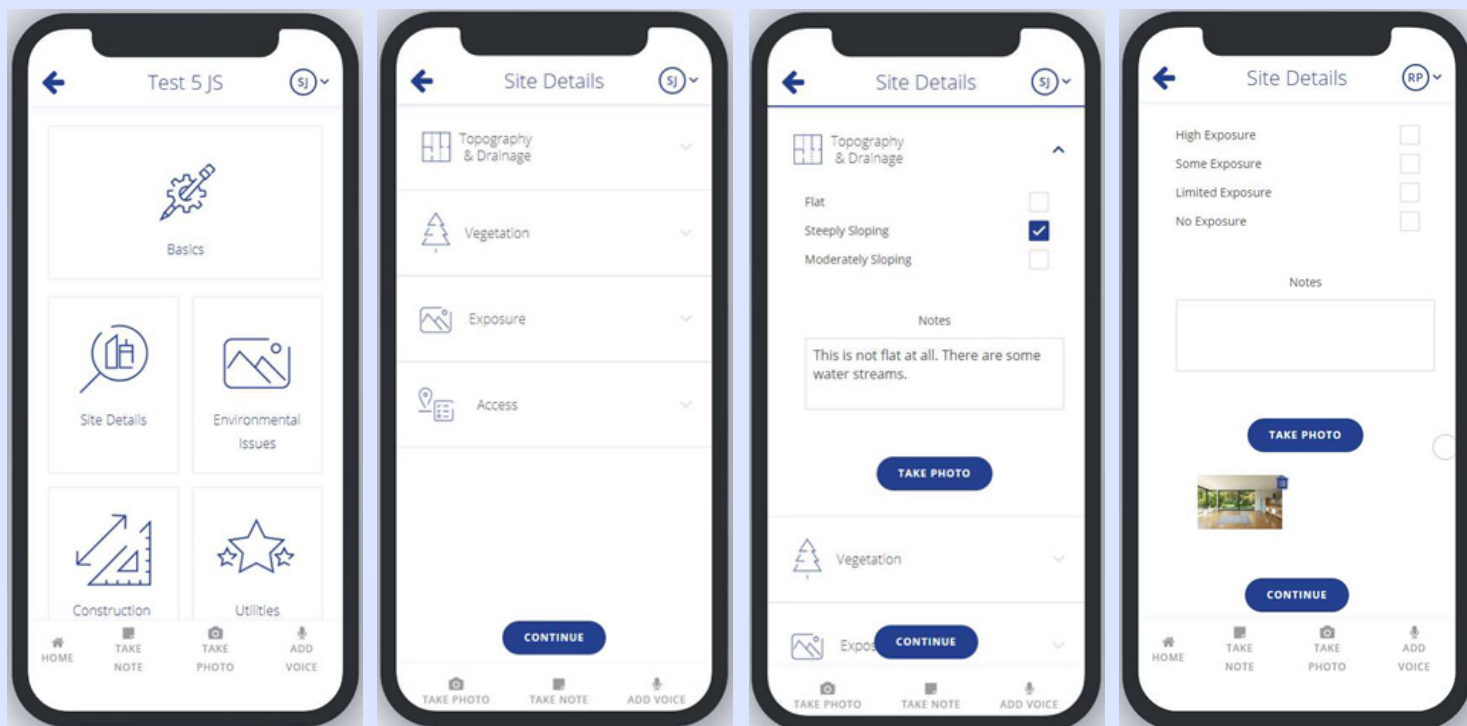 Test 5 JS
SJ
Basics
Site Details
Environmental
Issues
Construction
Utilities
HOME
TAKE
NOTE
TAKE
PHOTO
ADD
VOICE
Site Details
SJ
Topography
& Drainage
Vegetation
Exposure
Access
CONTINUE
TAKE PHOTO
TAKE NOTE
ADD VOICE
Site Details
SJ
Topography
& Drainage
Flat
Steeply Sloping
Moderately Sloping
Notes
This is not flat at all. There are some
water streams.
TAKE PHOTO
Vegetation
Expos
CONTINUE
TAKE PHOTO
TAKE NOTE
ADD VOICE
Site Details
RP
High Exposure
Some Exposure
Limited Exposure
No Exposure
Notes
TAKE PHOTO
CONTINUE
HOME
TAKE
NOTE
TAKE
PHOTO
ADD
VOICE